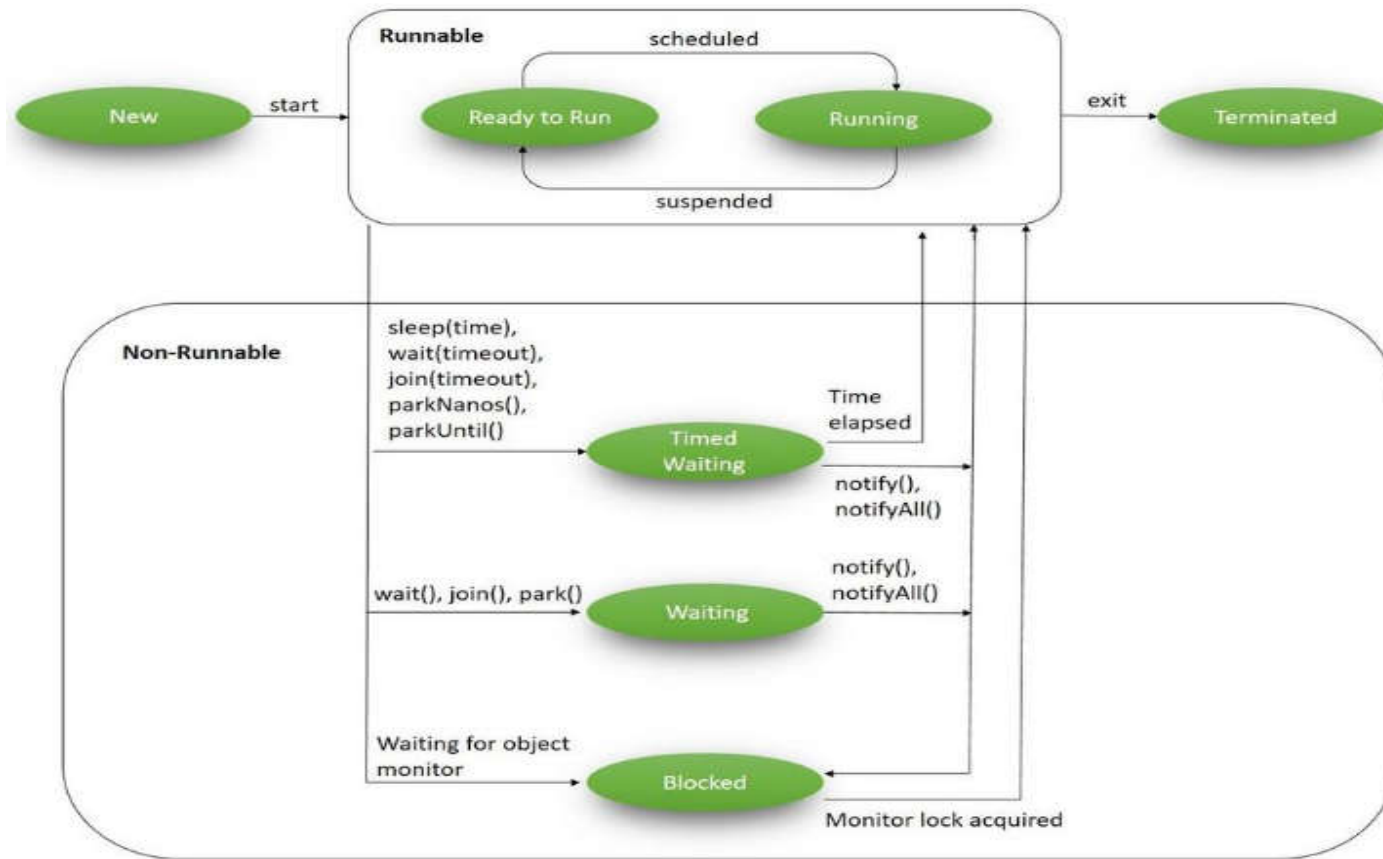 Runnable
scheduled
New
start
Ready to Run
Running
exit
Terminated
suspended
Non-Runnable
sleep(time),
wait(timeout),
join(timeout),
parkNanos(),
parkUntil()
Timed
Waiting
Time
elapsed
notify(),
notifyAll()
wait(), join(), park()
Waiting
notify(),
notifyAll()
Waiting for object
monitor
Blocked
Monitor lock acquired